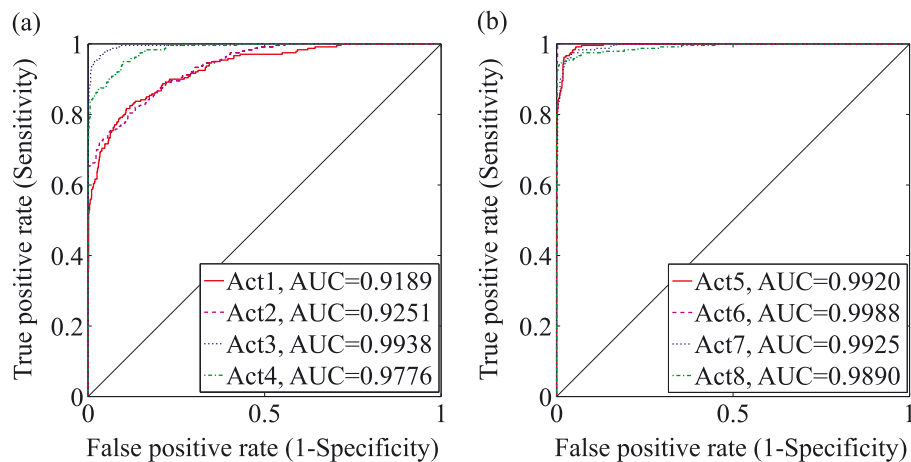 (a)
True positive rate (Sensitivity)
1
0.8
0.6
0.4
0.2
0
0
0.5
1
False positive rate (1-Specificity)
Act1, AUC=0.9189
Act2, AUC=0.9251
Act3, AUC=0.9938
Act4, AUC=0.9776
(b)
True positive rate (Sensitivity)
1
0.8
0.6
0.4
0.2
0
0
0.5
1
False positive rate (1-Specificity)
Act5, AUC=0.9920
Act6, AUC=0.9988
Act7, AUC=0.9925
Act8, AUC=0.9890